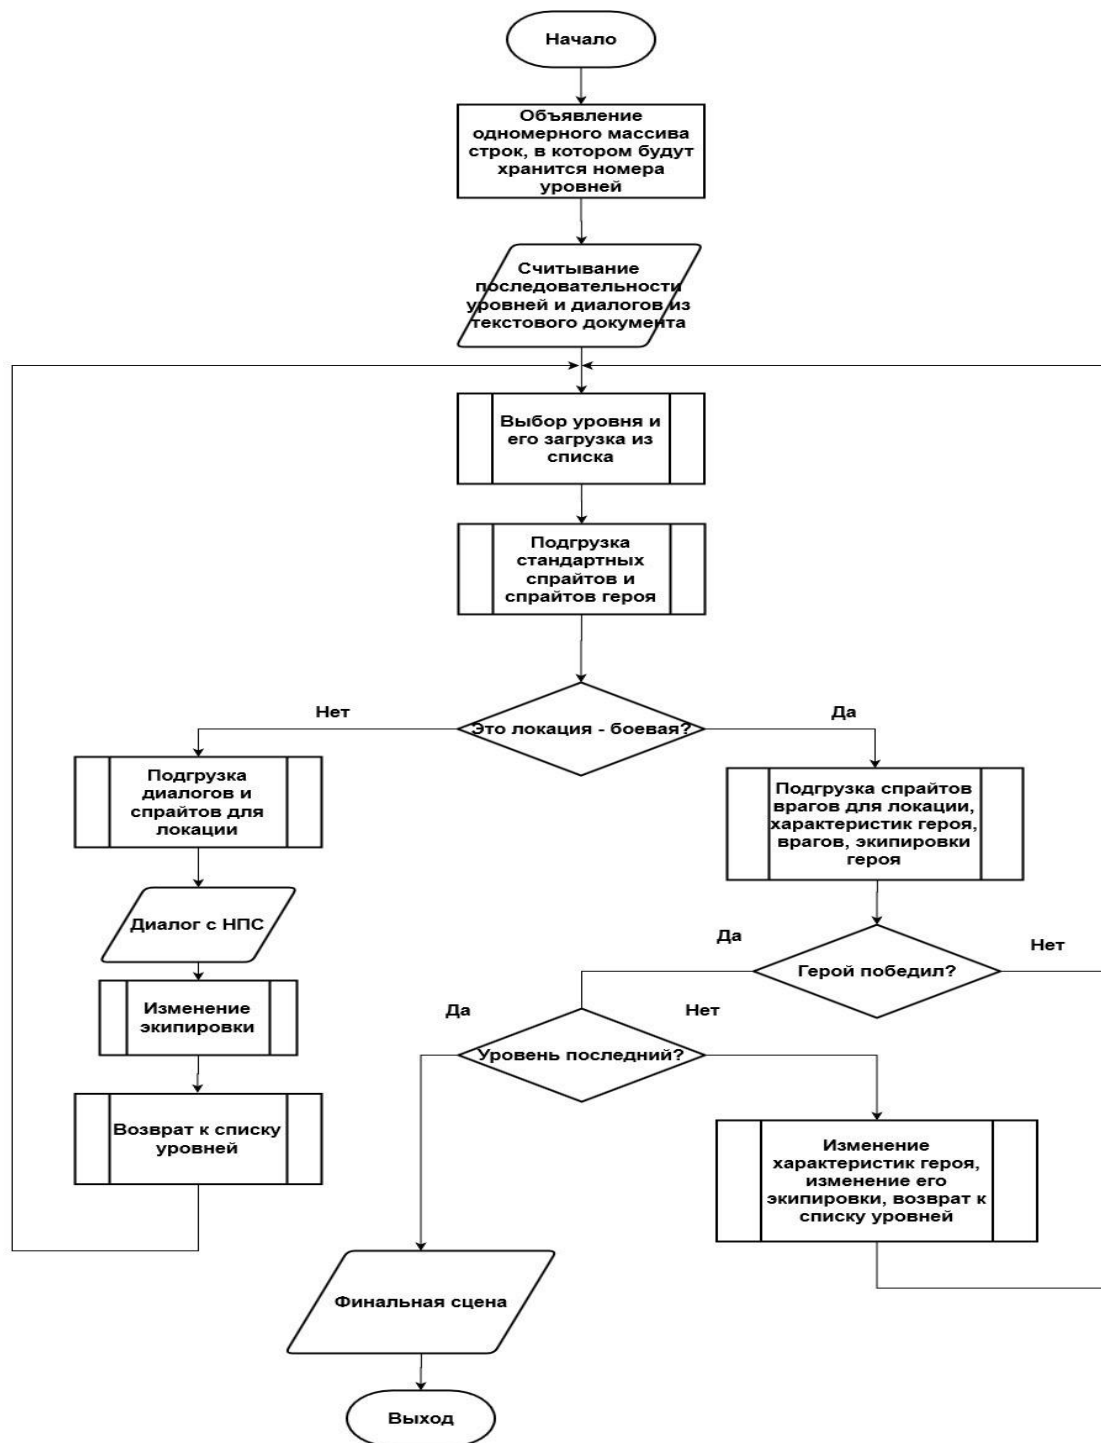 Начало
Объявление
одномерного массива
строк, в котором будут
хранится номера
уровней
Считывание
последовательности
уровней и диалогов из
текстового документа
Выбор уровня и
его загрузка из
списка
Подгрузка
стандартных
спрайтов и
спрайтов героя
Это локация - боевая?
Нет
Да
Подгрузка
диалогов и
спрайтов для
локации
Диалог с НПС
Изменение
экипировки
Возврат к списку
уровней
Подгрузка спрайтов
врагов для локации,
характеристик героя,
врагов, экипировки
героя
Герой победил?
Да
Нет
Уровень последний?
Да
Нет
Изменение
характеристик героя,
изменение его
экипировки, возврат к
списку уровней
Финальная сцена
Выход